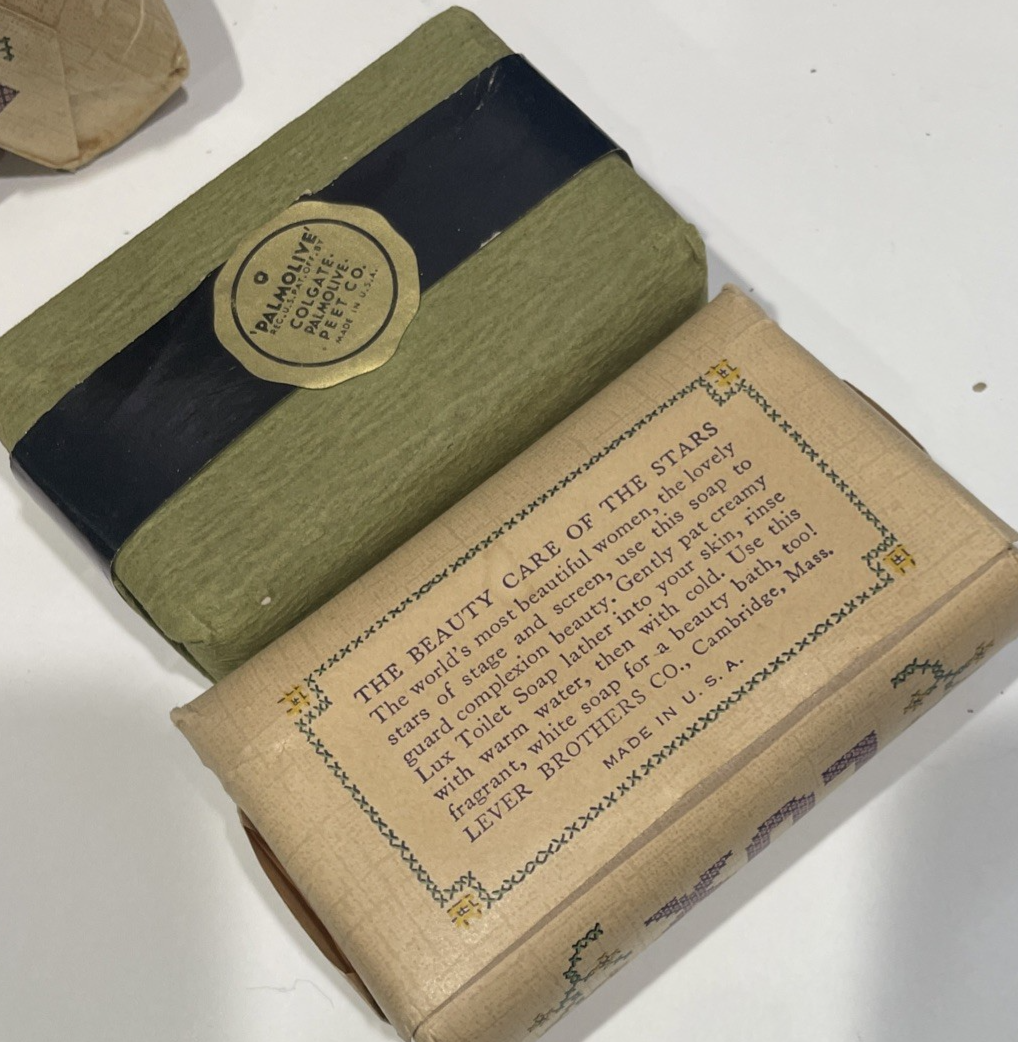 'PALMOLIVE'
REG.U.S.PAT.OFF.BY
COLGATE-
PALMOLIVE-
PEET CO.
MADE IN U.S.A.
THE BEAUTY CARE OF THE STARS
The world's most beautiful women, the lovely
stars of stage and screen, use this soap to
guard complexion beauty. Gently pat creamy
Lux Toilet Soap lather into your skin, rinse
with warm water, then with cold. Use this
fragrant, white soap for a beauty bath, too!
LEVER BROTHERS CO., Cambridge, Mass.
MADE IN U. S. A.